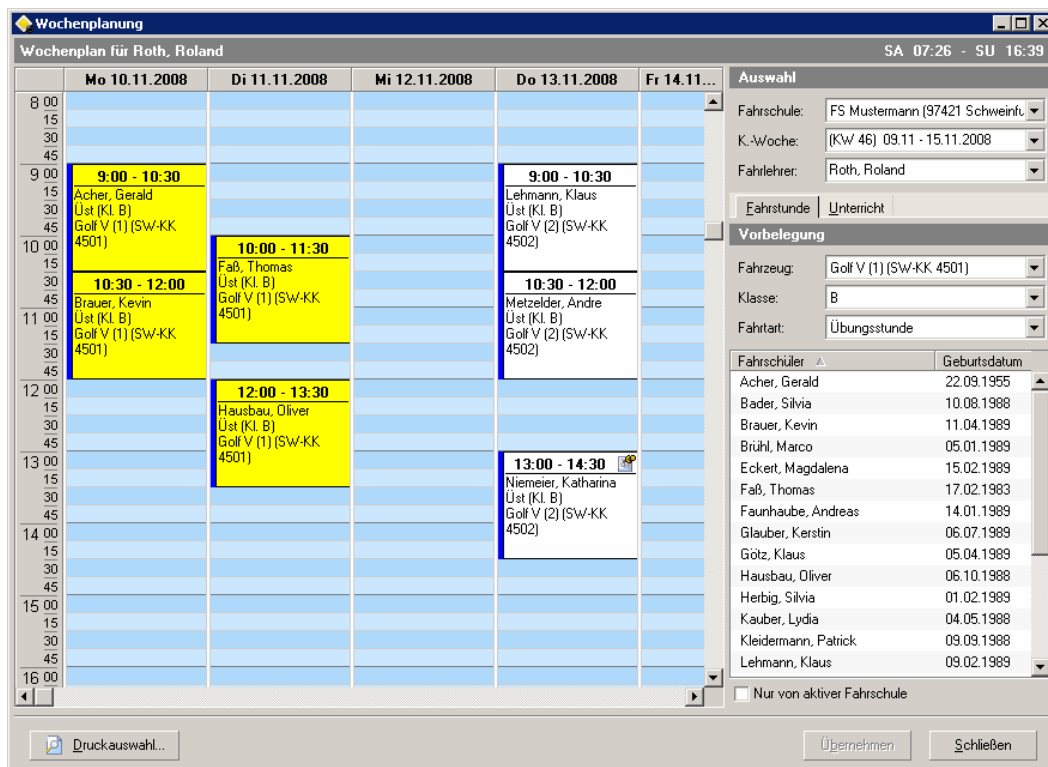 Wochenplanung
Wochenplan für Roth, Roland
SA 07:26 - SU 16:39
Mo 10.11.2008
Di 11.11.2008
Mi 12.11.2008
Do 13.11.2008
Fr 14.11...
8 00
15
30
45
9 00
15
30
45
10 00
15
30
45
11 00
15
30
45
12 00
15
30
45
13 00
15
30
45
14 00
15
30
45
15 00
15
30
45
16 00
9:00 - 10:30
Acher, Gerald
Üst (Kl. B)
Golf V (1) (SW-KK
4501)
10:30 - 12:00
Brauer, Kevin
Üst (Kl. B)
Golf V (1) (SW-KK
4501)
10:00 - 11:30
Faß, Thomas
Üst (Kl. B)
Golf V (1) (SW-KK
4501)
12:00 - 13:30
Hausbau, Oliver
Üst (Kl. B)
Golf V (1) (SW-KK
4501)
9:00 - 10:30
Lehmann, Klaus
Üst (Kl. B)
Golf V (2) (SW-KK
4502)
10:30 - 12:00
Metzelder, Andre
Üst (Kl. B)
Golf V (2) (SW-KK
4502)
13:00 - 14:30
Niemeier, Katharina
Üst (Kl. B)
Golf V (2) (SW-KK
4502)
Auswahl
Fahrschule: FS Mustermann (97421 Schweinfu
K.-Woche: (KW 46) 09.11 - 15.11.2008
Fahrlehrer: Roth, Roland
Fahrstunde Unterricht
Vorbelegung
Fahrzeug: Golf V (1) (SW-KK 4501)
Klasse: B
Fahrtart: Übungsstunde
Fahrschüler Geburtsdatum
Acher, Gerald 22.09.1955
Bader, Silvia 10.08.1988
Brauer, Kevin 11.04.1989
Brühl, Marco 05.01.1989
Eckert, Magdalena 15.02.1989
Faß, Thomas 17.02.1983
Faunhaube, Andreas 14.01.1989
Glauber, Kerstin 06.07.1989
Götz, Klaus 05.04.1989
Hausbau, Oliver 06.10.1988
Herbig, Silvia 01.02.1989
Kauber, Lydia 04.05.1988
Kleidermann, Patrick 09.09.1988
Lehmann, Klaus 09.02.1989
Nur von aktiver Fahrschule
Druckauswahl...
Übernehmen
Schließen